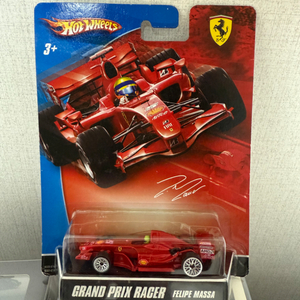 Hot Wheels
3+
GRAND PRIX RACER FELIPE MASSA